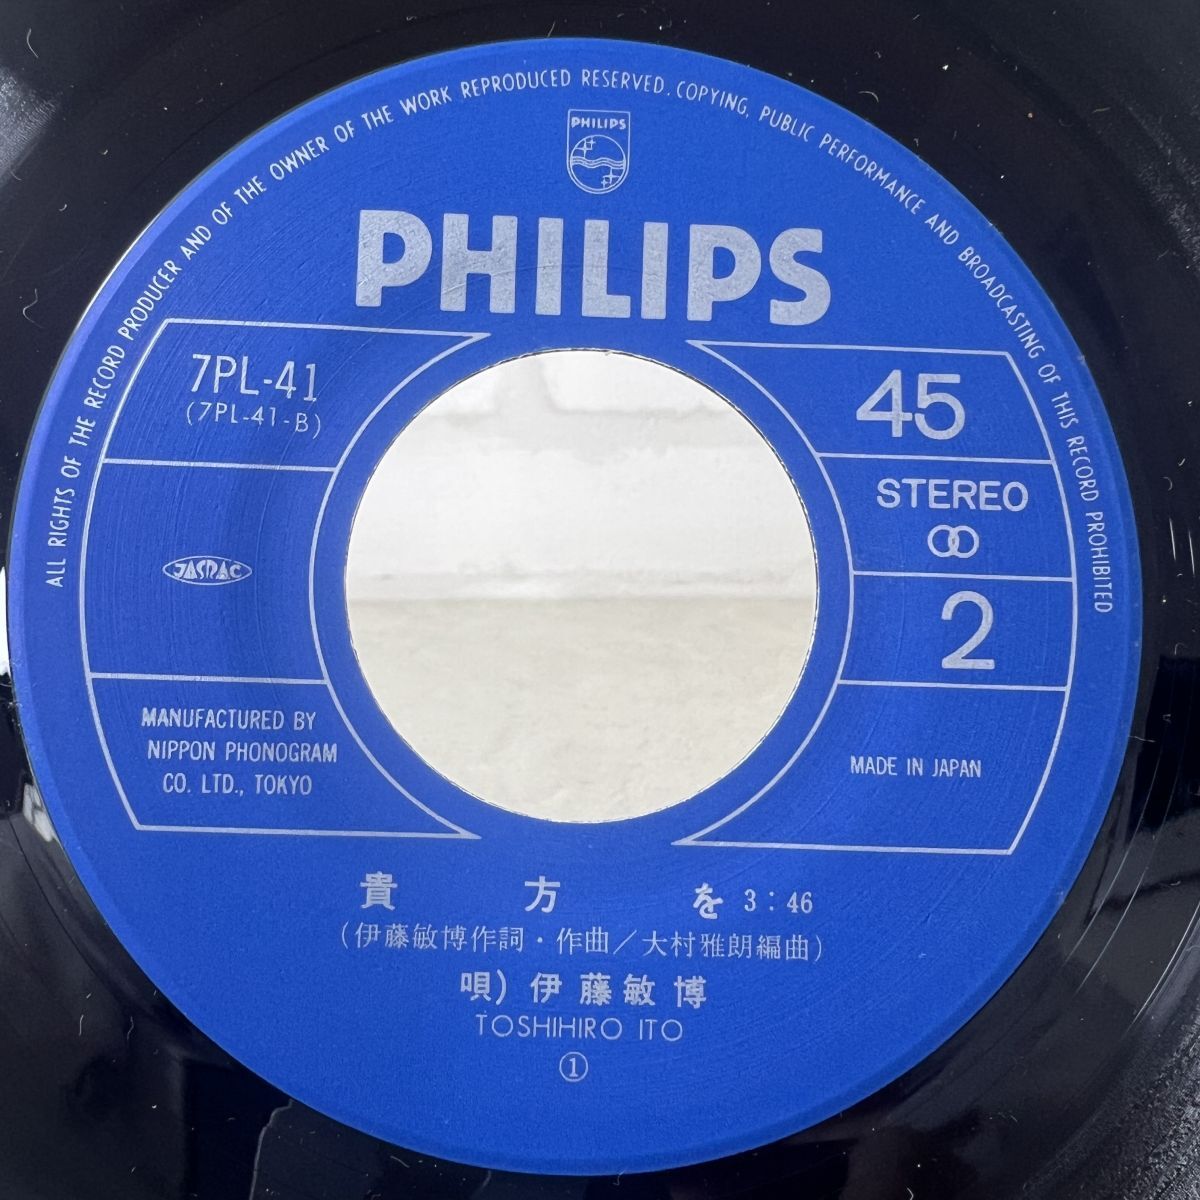 ALL RIGHTS OF THE RECORD PRODUCER AND OF THE OWNER OF THE WORK REPRODUCED RESERVED. COPYING, PUBLIC PERFORMANCE AND BROADCASTING OF THIS RECORD PROHIBITED
PHILIPS
PHILIPS
7PL-41
(7PL-41-B)
45
STEREO
JASRAC
2
MANUFACTURED BY
NIPPON PHONOGRAM
CO. LTD., TOKYO
MADE IN JAPAN
貴方を 3:46
(伊藤敏博作詞・作曲/大村雅朗編曲)
唄) 伊藤敏博
TOSHIHIRO ITO
①